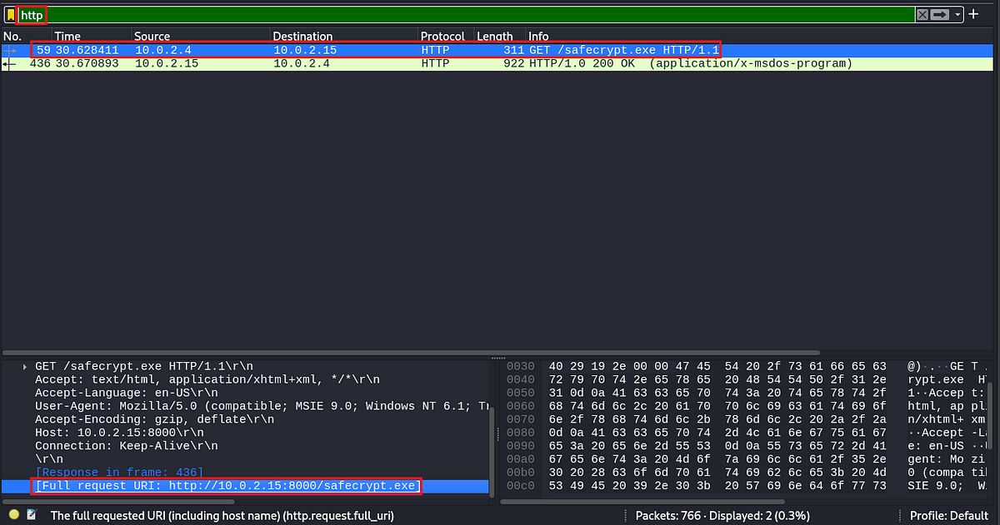 http
No. Time Source Destination Protocol Length Info
59 30.628411 10.0.2.4 10.0.2.15 HTTP 311 GET /safecrypt.exe HTTP/1.1
436 30.670893 10.0.2.15 10.0.2.4 HTTP 922 HTTP/1.0 200 OK (application/x-msdos-program)
GET /safecrypt.exe HTTP/1.1\r\n
Accept: text/html, application/xhtml+xml, */*\r\n
Accept-Language: en-US\r\n
User-Agent: Mozilla/5.0 (compatible; MSIE 9.0; Windows NT 6.1; Tr
Accept-Encoding: gzip, deflate\r\n
Host: 10.0.2.15:8000\r\n
Connection: Keep-Alive\r\n
\r\n
[Response in frame: 436]
[Full request URI: http://10.0.2.15:8000/safecrypt.exe]
0030 40 29 19 2e 00 00 47 45 54 20 2f 73 61 66 65 63 @)·.··GE T
0040 72 79 70 74 2e 65 78 65 20 48 54 54 50 2f 31 2e rypt.exe H
0050 31 0d 0a 41 63 63 65 70 74 3a 20 74 65 78 74 2f 1··Accep t:
0060 68 74 6d 6c 2c 20 61 70 70 6c 69 63 61 74 69 6f html, ap pli
0070 6e 2f 78 68 74 6d 6c 2b 78 6d 6c 2c 20 2a 2f 2a n/xhtml+ xm
0080 0d 0a 41 63 63 65 70 74 2d 4c 61 6e 67 75 61 67 ··Accept -La
0090 65 3a 20 65 6e 2d 55 53 0d 0a 55 73 65 72 2d 41 e: en-US ··
00a0 67 65 6e 74 3a 20 4d 6f 7a 69 6c 6c 61 2f 35 2e gent: Mo zi
00b0 30 20 28 63 6f 6d 70 61 74 69 62 6c 65 3b 20 4d 0 (compa tib
00c0 53 49 45 20 39 2e 30 3b 20 57 69 6e 64 6f 77 73 SIE 9.0; W
The full requested URI (including host name) (http.request.full_uri)
Packets: 766 · Displayed: 2 (0.3%)
Profile: Default